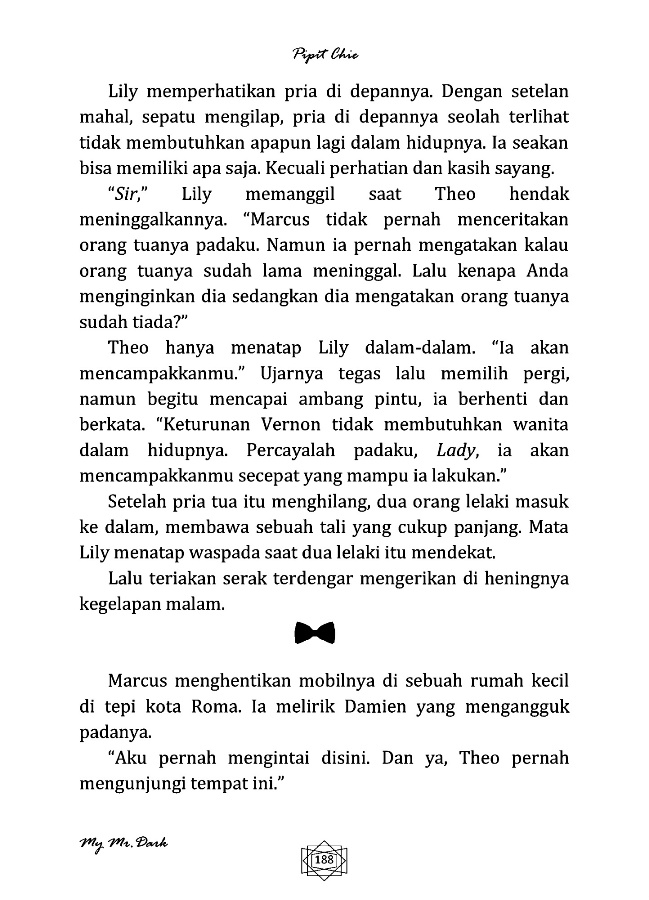 Pipit Chie
Lily memperhatikan pria di depannya. Dengan setelan
mahal, sepatu mengilap, pria di depannya seolah terlihat
tidak membutuhkan apapun lagi dalam hidupnya. Ia seakan
bisa memiliki apa saja. Kecuali perhatian dan kasih sayang.
“Sir,” Lily memanggil saat Theo hendak
meninggalkannya. “Marcus tidak pernah menceritakan
orang tuanya padaku. Namun ia pernah mengatakan kalau
orang tuanya sudah lama meninggal. Lalu kenapa Anda
menginginkan dia sedangkan dia mengatakan orang tuanya
sudah tiada?”
Theo hanya menatap Lily dalam-dalam. “Ia akan
mencampakkanmu.” Ujarnya tegas lalu memilih pergi,
namun begitu mencapai ambang pintu, ia berhenti dan
berkata. “Keturunan Vernon tidak membutuhkan wanita
dalam hidupnya. Percayalah padaku, Lady, ia akan
mencampakkanmu secepat yang mampu ia lakukan.”
Setelah pria tua itu menghilang, dua orang lelaki masuk
ke dalam, membawa sebuah tali yang cukup panjang. Mata
Lily menatap waspada saat dua lelaki itu mendekat.
Lalu teriakan serak terdengar mengerikan di heningnya
kegelapan malam.
Marcus menghentikan mobilnya di sebuah rumah kecil
di tepi kota Roma. Ia melirik Damien yang mengangguk
padanya.
“Aku pernah mengintai disini. Dan ya, Theo pernah
mengunjungi tempat ini.”
My Mr. Dark
188